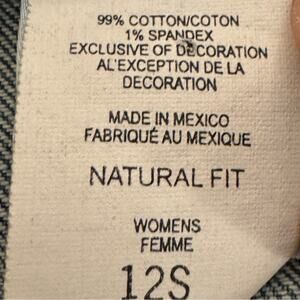 99% COTTON/COTON
1% SPANDEX
EXCLUSIVE OF DECORATION
AL'EXCEPTION DE LA
DECORATION
MADE IN MEXICO
FABRIQUÉ AU MEXIQUE
NATURAL FIT
WOMENS
FEMME
12S